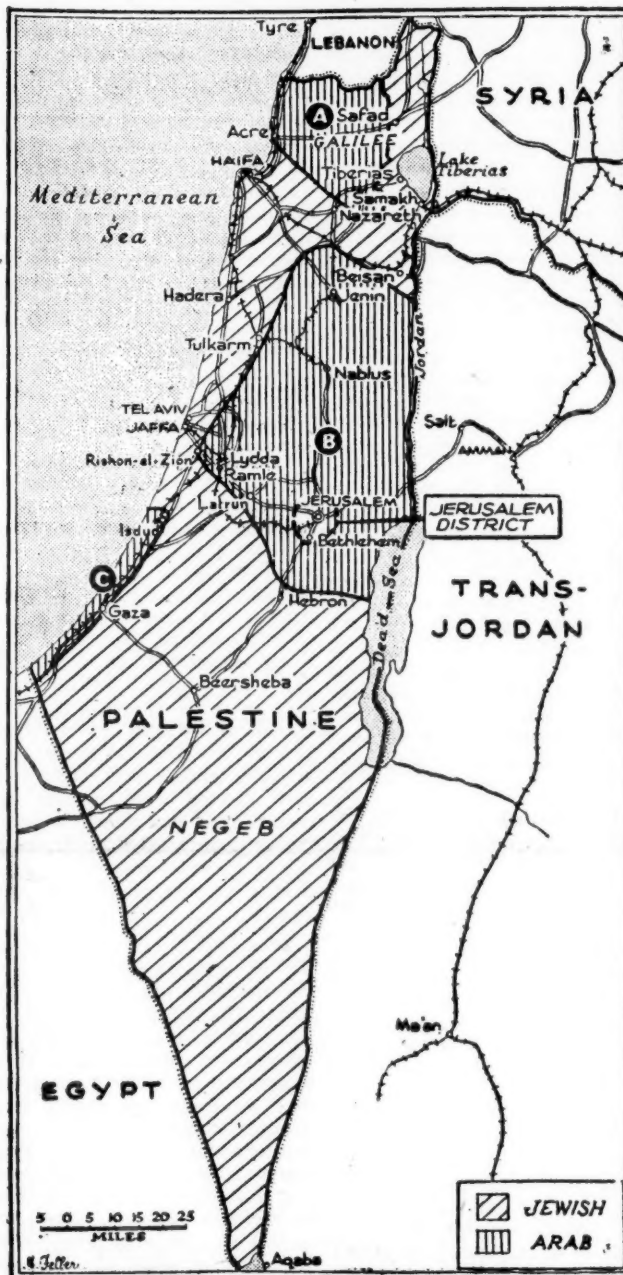 Tyre
LEBANON
SYRIA
A
Safad
Acre
GALILEE
HAIFA
Tiberias
Lake
Tiberias
Samakh
Nazareth
Mediterranean
Sea
Beisan
Jenin
Hadera
Tulkarm
Jordan
Nablus
TEL AVIV
JAFFA
Salt
AMMAN
B
Rishon-el-Zion
Lydda
Ramle
Latrun
JERUSALEM
JERUSALEM
DISTRICT
Isdud
Bethlehem
C
Dead Sea
Gaza
Hebron
TRANS-
JORDAN
Beersheba
PALESTINE
NEGEB
Ma'an
EGYPT
5 0 5 10 15 20 25
MILES
JEWISH
ARAB
Feller
Aqaba